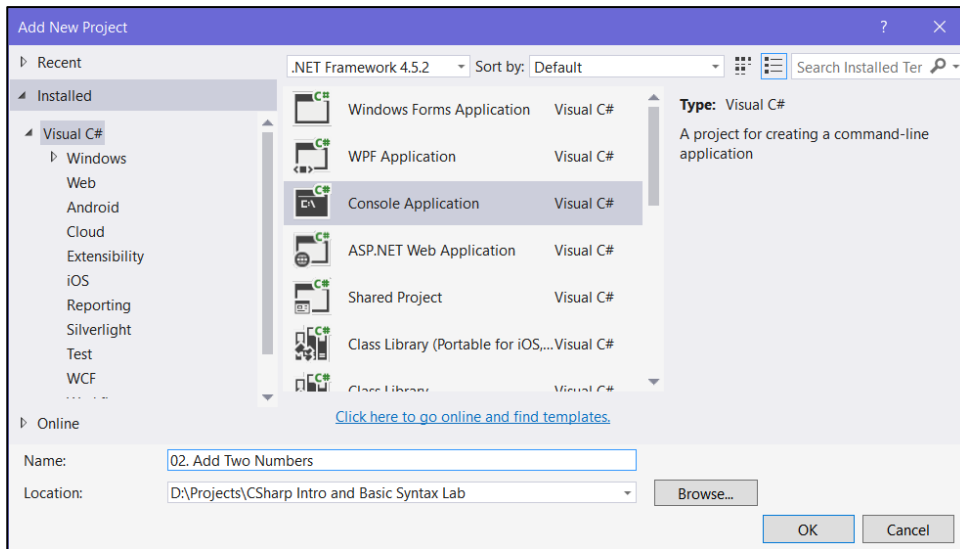 Add New Project
?
Recent
Installed
Visual C#
Windows
Web
Android
Cloud
Extensibility
iOS
Reporting
Silverlight
Test
WCF
Online
.NET Framework 4.5.2
Sort by: Default
Search Installed Ter
C#
Windows Forms Application Visual C#
C#
WPF Application Visual C#
C#
C:\
Console Application Visual C#
C#
ASP.NET Web Application Visual C#
C#
Shared Project Visual C#
C#
Class Library (Portable for iOS,... Visual C#
C#
Class Library Visual C#
Click here to go online and find templates.
Type: Visual C#
A project for creating a command-line
application
Name: 02. Add Two Numbers
Location: D:\Projects\CSharp Intro and Basic Syntax Lab
Browse...
OK Cancel